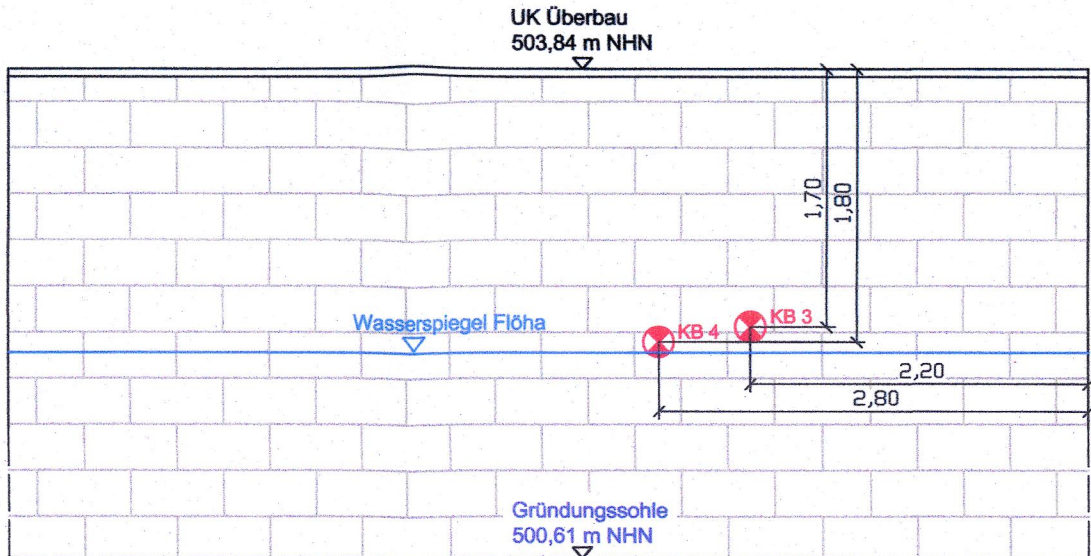 UK Überbau
503,84 m NHN
1,70
1,80
Wasserspiegel Flöha
KB 4
KB 3
2,20
2,80
Gründungssohle
500,61 m NHN